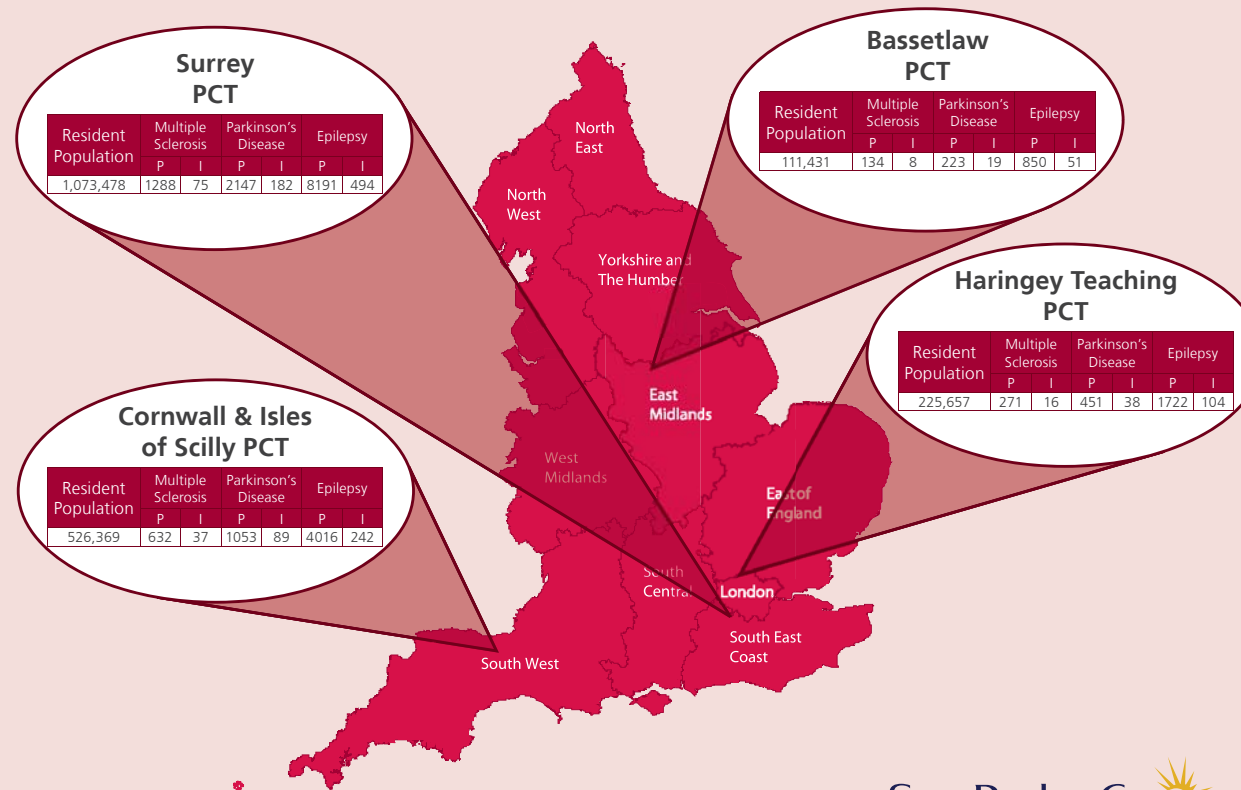 Surrey
PCT
Resident
Population
Multiple
Sclerosis
Parkinson's
Disease
Epilepsy
P I P I P I
1,073,478 1288 75 2147 182 8191 494
Bassetlaw
PCT
Resident
Population
Multiple
Sclerosis
Parkinson's
Disease
Epilepsy
P I P I P I
111,431 134 8 223 19 850 51
Haringey Teaching
PCT
Resident
Population
Multiple
Sclerosis
Parkinson's
Disease
Epilepsy
P I P I P I
225,657 271 16 451 38 1722 104
Cornwall & Isles
of Scilly PCT
Resident
Population
Multiple
Sclerosis
Parkinson's
Disease
Epilepsy
P I P I P I
526,369 632 37 1053 89 4016 242
North
East
North
West
Yorkshire and
The Humber
East
Midlands
West
Midlands
East of
England
South
Central
London
South East
Coast
South West